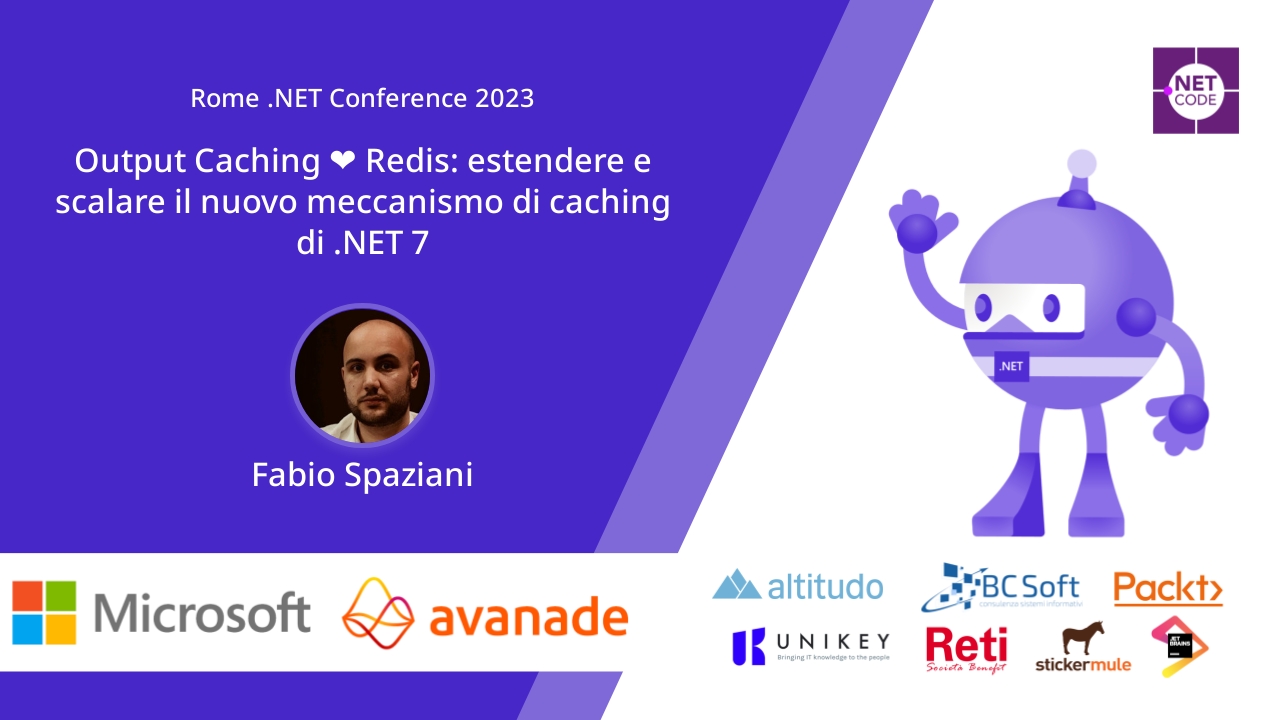 Rome .NET Conference 2023
Output Caching ❤ Redis: estendere e
scalare il nuovo meccanismo di caching
di .NET 7
Fabio Spaziani
.NET
CODE
.NET
Microsoft
avanade
altitudo
BC Soft
consulenza sistemi informativi
Packt>
UNIKEY
Bringing IT knowledge to the people
Reti
Società Benefit
stickermule
JET
BRAINS